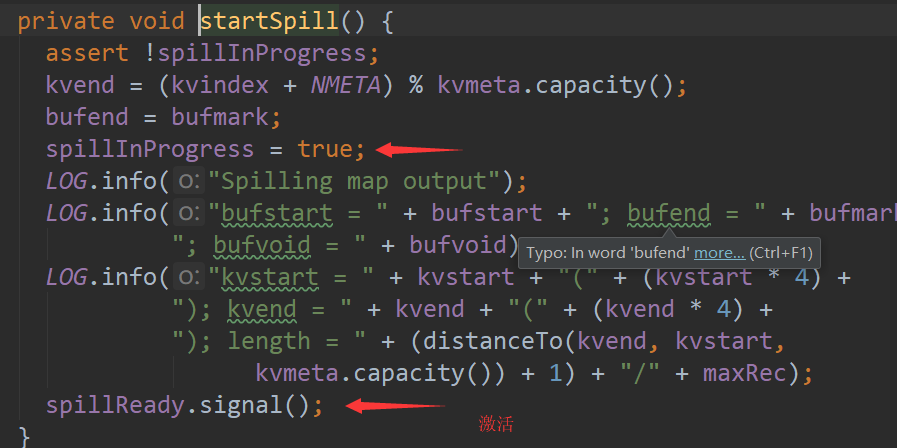 private void startSpill() {
assert !spillInProgress;
kvend = (kvindex + NMETA) % kvmeta.capacity();
bufend = bufmark;
spillInProgress = true;
LOG.info( o: "Spilling map output");
LOG.info( o: "bufstart = " + bufstart + "; bufend = " + bufmark
"; bufvoid = " + bufvoid)
Typo: In word 'bufend' more... (Ctrl+F1)
LOG.info( o: "kvstart = " + kvstart + "(" + (kvstart * 4) +
"); kvend = " + kvend + "(" + (kvend * 4) +
"); length = " + (distanceTo(kvend, kvstart,
kvmeta.capacity()) + 1) + "/" + maxRec);
spillReady.signal();
激活
}